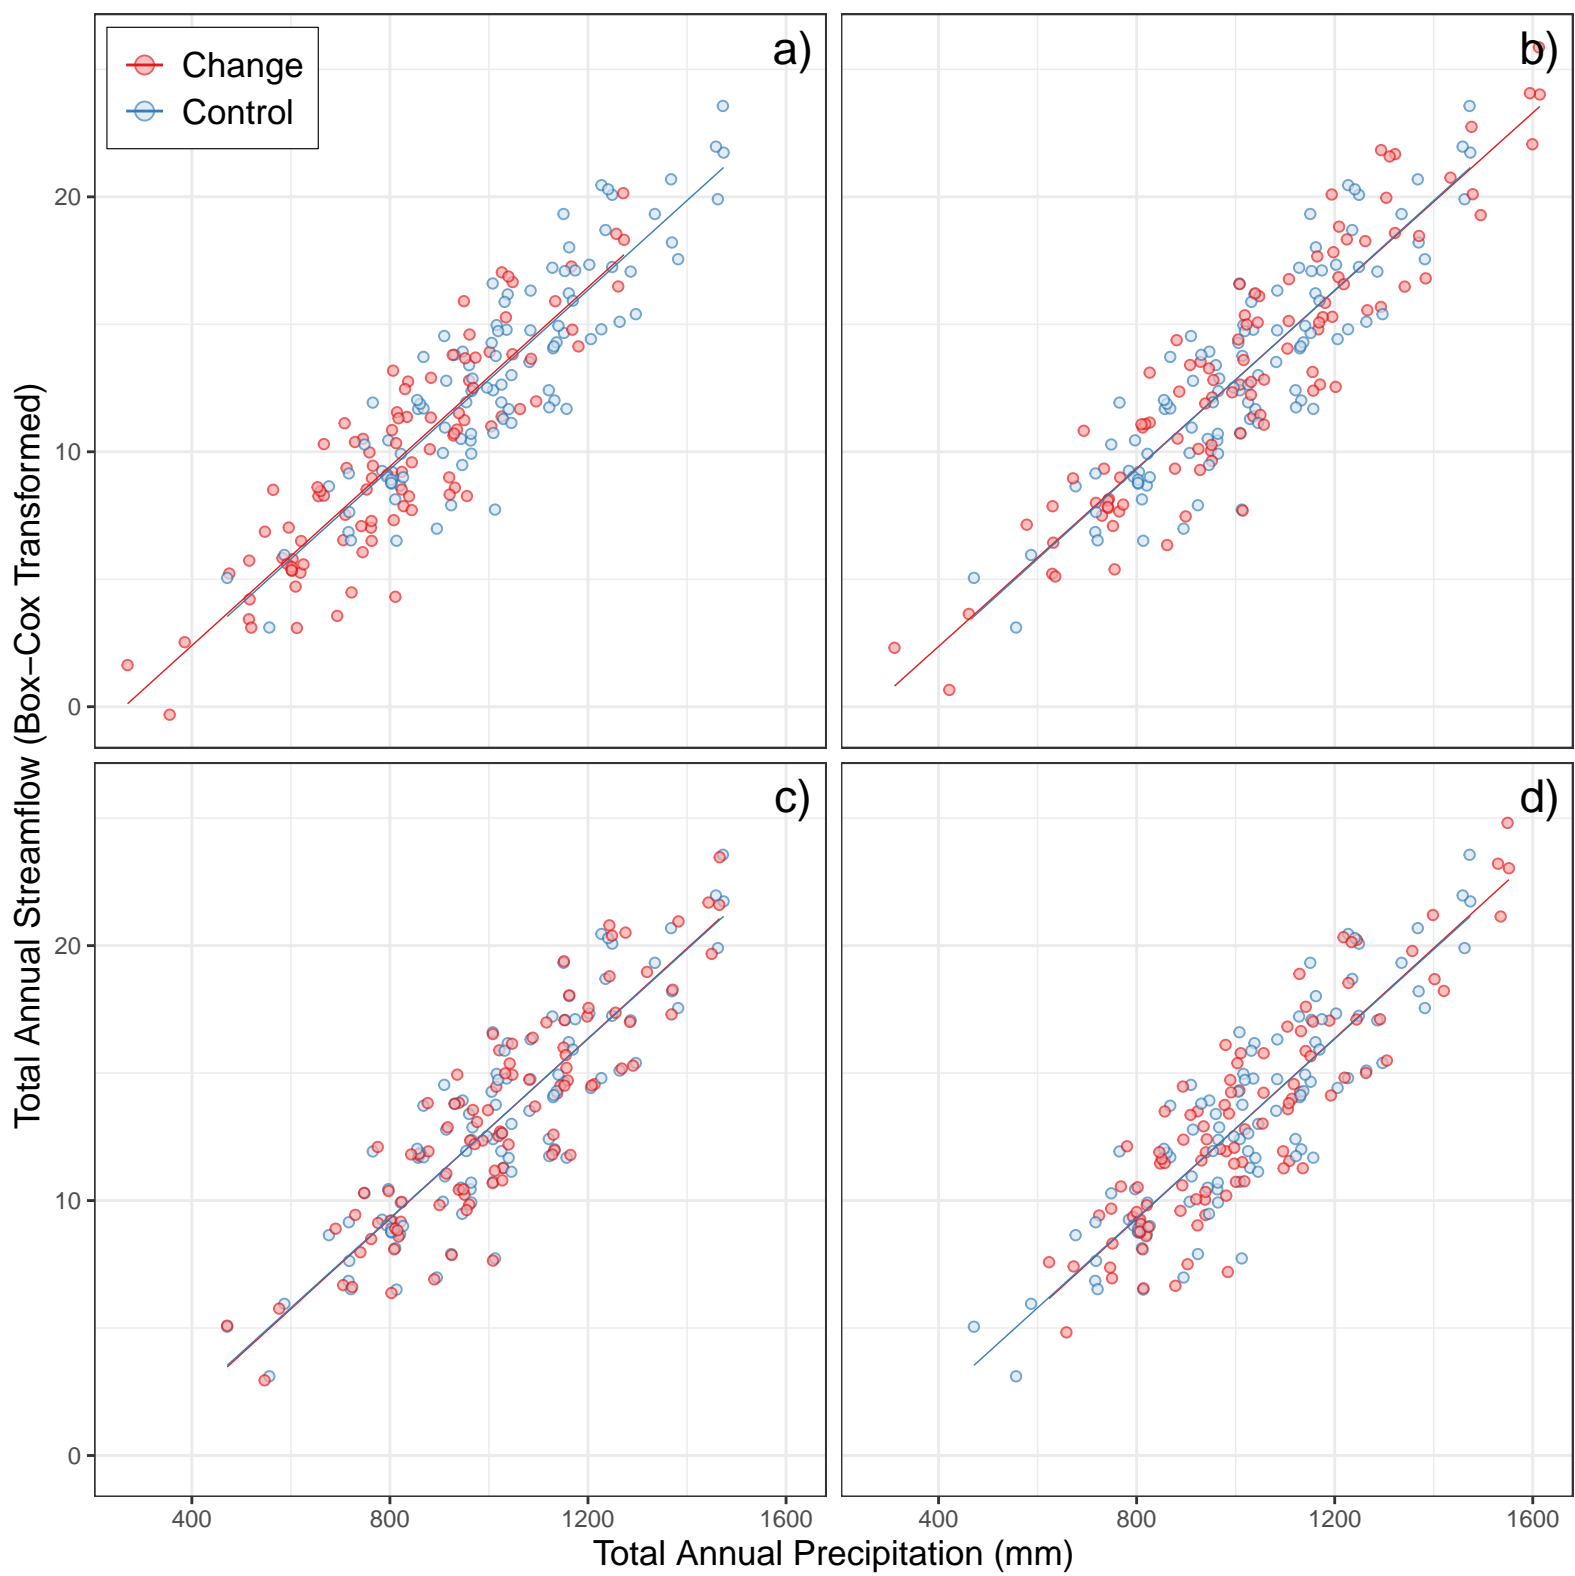 a)
b)
Change
Control
20
10
0
Total Annual Streamflow (Box−Cox Transformed)
c)
d)
20
10
0
400 800 1200 1600
400 800 1200 1600
Total Annual Precipitation (mm)